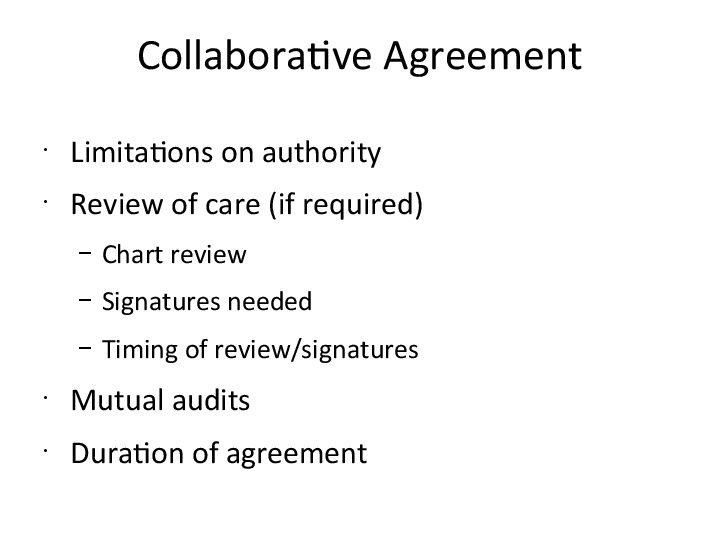 Collaborative Agreement
· Limitations on authority
· Review of care (if required)
– Chart review
– Signatures needed
– Timing of review/signatures
· Mutual audits
· Duration of agreement